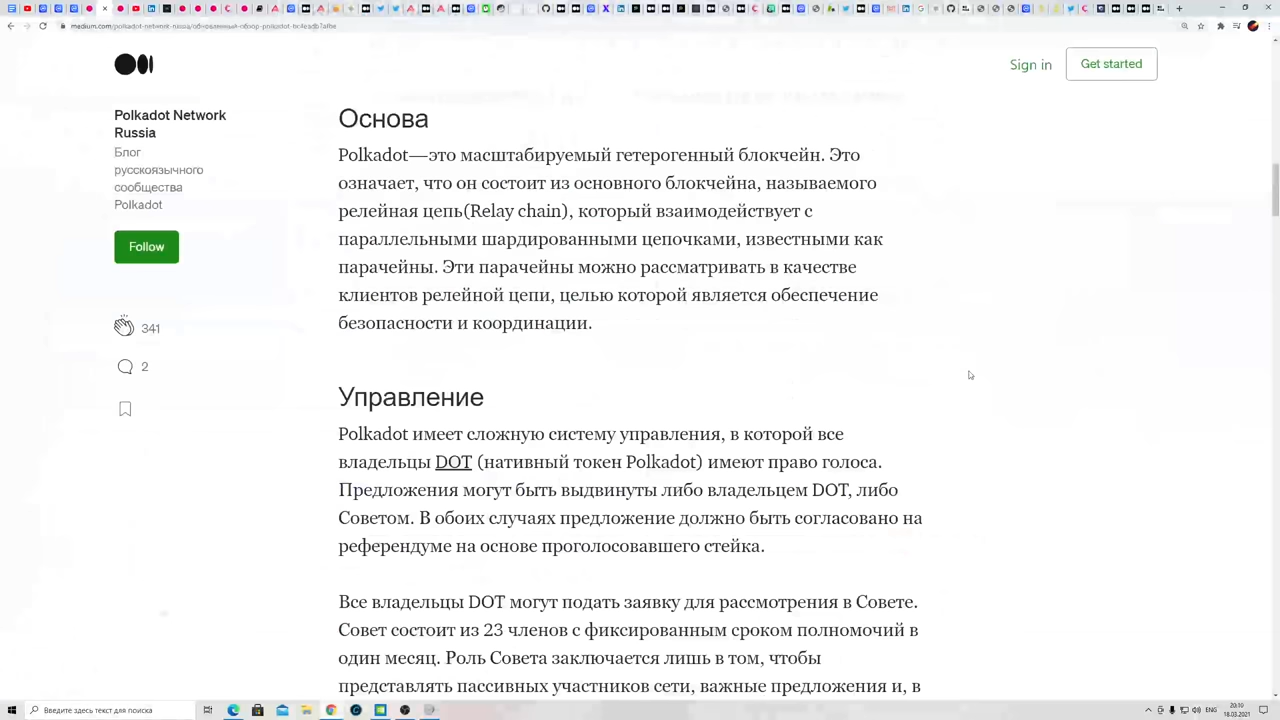 Sign in
Get started
Polkadot Network
Russia
Блог
русскоязычного
сообщества
Polkadot
Follow
341
2
Основа
Polkadot—это масштабируемый гетерогенный блокчейн. Это
означает, что он состоит из основного блокчейна, называемого
релейная цепь(Relay chain), который взаимодействует с
параллельными шардированными цепочками, известными как
парачейны. Эти парачейны можно рассматривать в качестве
клиентов релейной цепи, целью которой является обеспечение
безопасности и координации.
Управление
Polkadot имеет сложную систему управления, в которой все
владельцы DOT (нативный токен Polkadot) имеют право голоса.
Предложения могут быть выдвинуты либо владельцем DOT, либо
Советом. В обоих случаях предложение должно быть согласовано на
референдуме на основе проголосовавшего стейка.
Все владельцы DOT могут подать заявку для рассмотрения в Совете.
Совет состоит из 23 членов с фиксированным сроком полномочий в
один месяц. Роль Совета заключается лишь в том, чтобы
представлять пассивных участников сети, важные предложения и, в
Введите здесь текст для поиска
ENG
20:10
18.03.2021